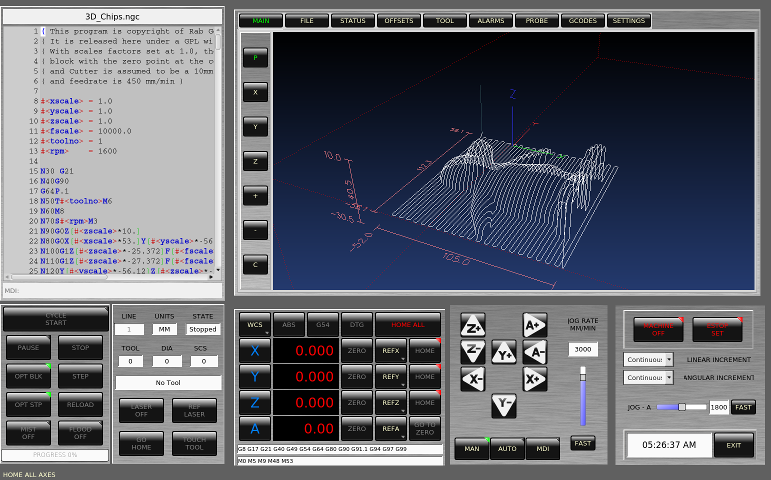 3D_Chips.ngc
1 ( This program is copyright of Rab G
2 ( It is released here under a GPL wi
3 ( With scales factors set at 1.0, th
4 ( block with the zero point at the c
5 ( and Cutter is assumed to be a 10mm
6 ( and feedrate is 450 mm/min )
7
8 #<xscale> = 1.0
9 #<yscale> = 1.0
10 #<zscale> = 1.0
11 #<fscale> = 10000.0
12 #<toolno> = 1
13 #<rpm> = 1600
14
15 N30 G21
16 N40G90
17 G64P.1
18 N50T#<toolno>M6
19 N60M8
20 N70S#<rpm>M3
21 N90G0Z[#<zscale>*10.]
22 N80G0X[#<xscale>*53.]Y[#<yscale>*-56
23 N100G1Z[#<zscale>*-25.372]F[#<fscale
24 N110G1Z[#<zscale>*-27.372]F[#<fscale
25 N120Y[#<yscale>*-56.12]Z[#<zscale>*-
MDI:
MAIN FILE STATUS OFFSETS TOOL ALARMS PROBE GCODES SETTINGS
P
X
Y
Z
+
-
C
Z
10.0
40.5
-30.5
-52.0
105.0
CYCLE START
PAUSE STOP
OPT BLK STEP
OPT STP RELOAD
MIST OFF FLOOD OFF
PROGRESS 0%
LINE UNITS STATE
1 MM Stopped
TOOL DIA SCS
0 0 0
No Tool
LASER OFF REF LASER
GO HOME TOUCH TOOL
WCS ABS G54 DTG HOME ALL
X 0.000 ZERO REFX HOME
Y 0.000 ZERO REFY HOME
Z 0.000 ZERO REFZ HOME
A 0.00 ZERO REFA GO TO ZERO
G8 G17 G21 G40 G49 G54 G64 G80 G90 G91.1 G94 G97 G99
M0 M5 M9 M48 M53
Z+ A+
Z- Y+ A-
X- X+
Y-
JOG RATE
MM/MIN
3000
FAST
MAN AUTO MDI
MACHINE OFF ESTOP SET
Continuous LINEAR INCREMENT
Continuous ANGULAR INCREMENT
JOG - A 1800 FAST
05:26:37 AM EXIT
HOME ALL AXES